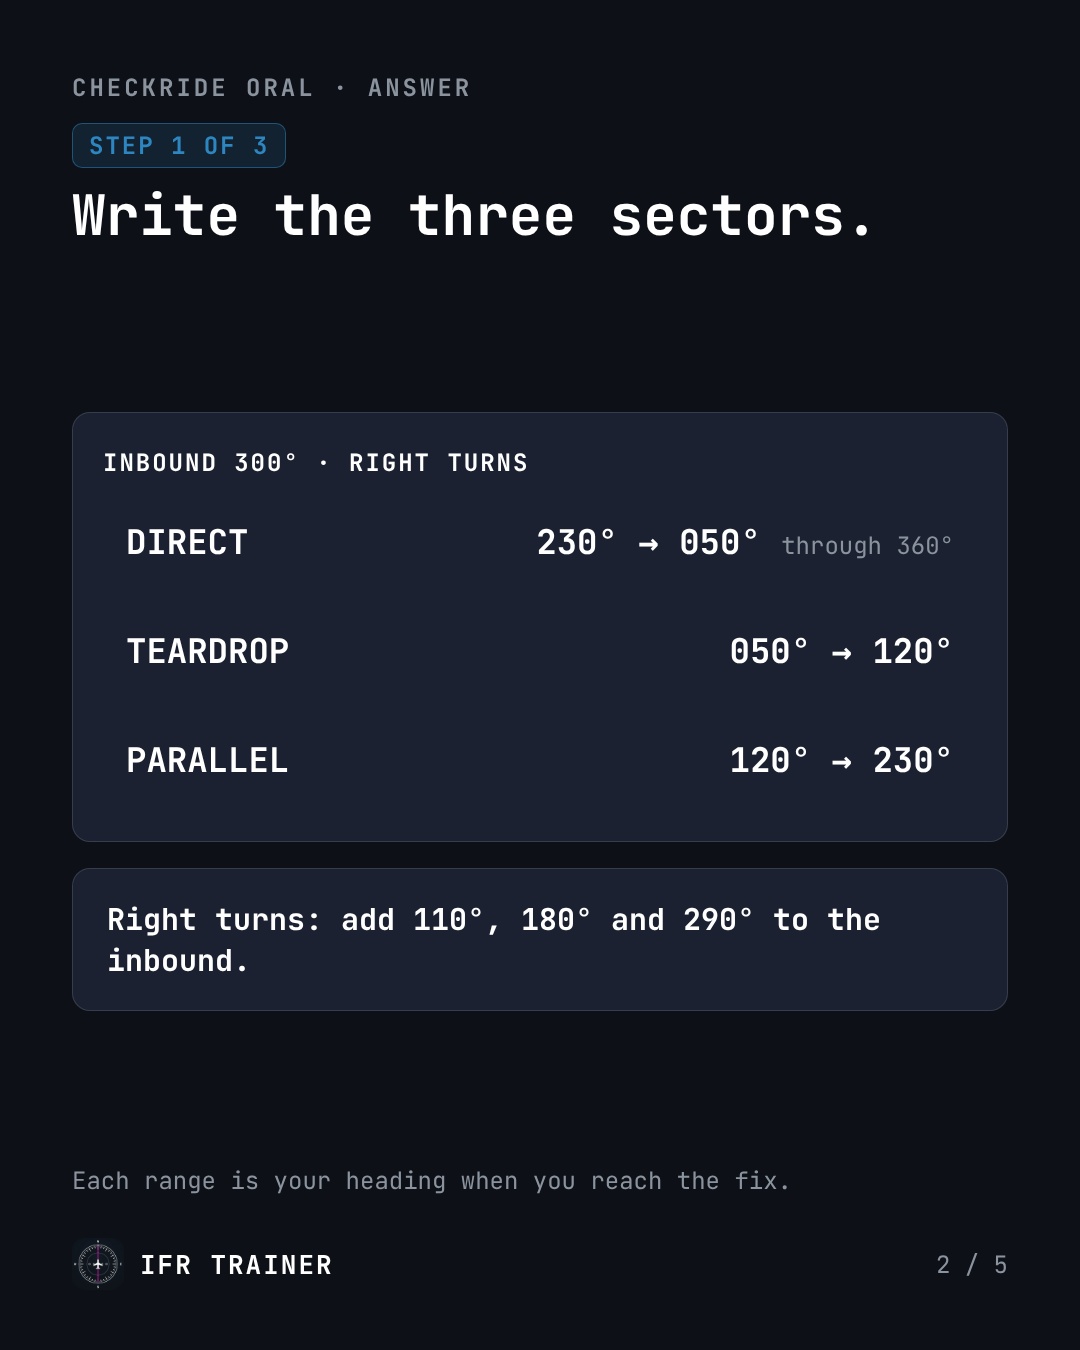 CHECKRIDE ORAL · ANSWER
STEP 1 OF 3
Write the three sectors.
INBOUND 300° · RIGHT TURNS
DIRECT 230° → 050° through 360°
TEARDROP 050° → 120°
PARALLEL 120° → 230°
Right turns: add 110°, 180° and 290° to the
inbound.
Each range is your heading when you reach the fix.
IFR TRAINER 2 / 5